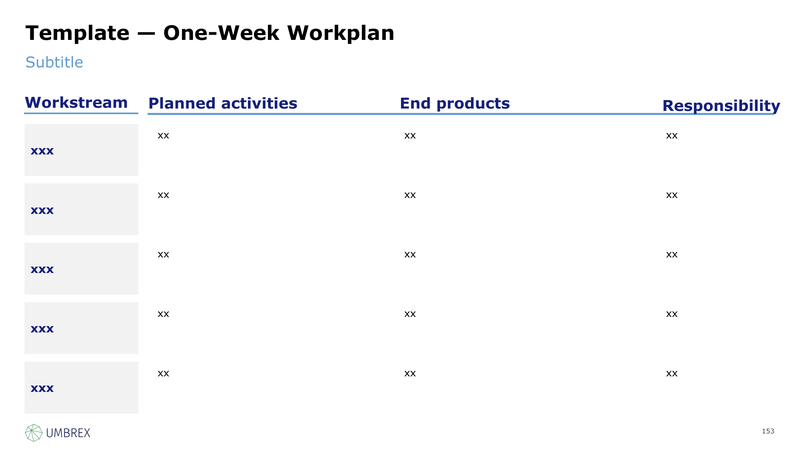 Template — One-Week Workplan
Subtitle
Workstream Planned activities End products Responsibility
xxx xx xx xx
xxx xx xx xx
xxx xx xx xx
xxx xx xx xx
xxx xx xx xx
UMBREX 153